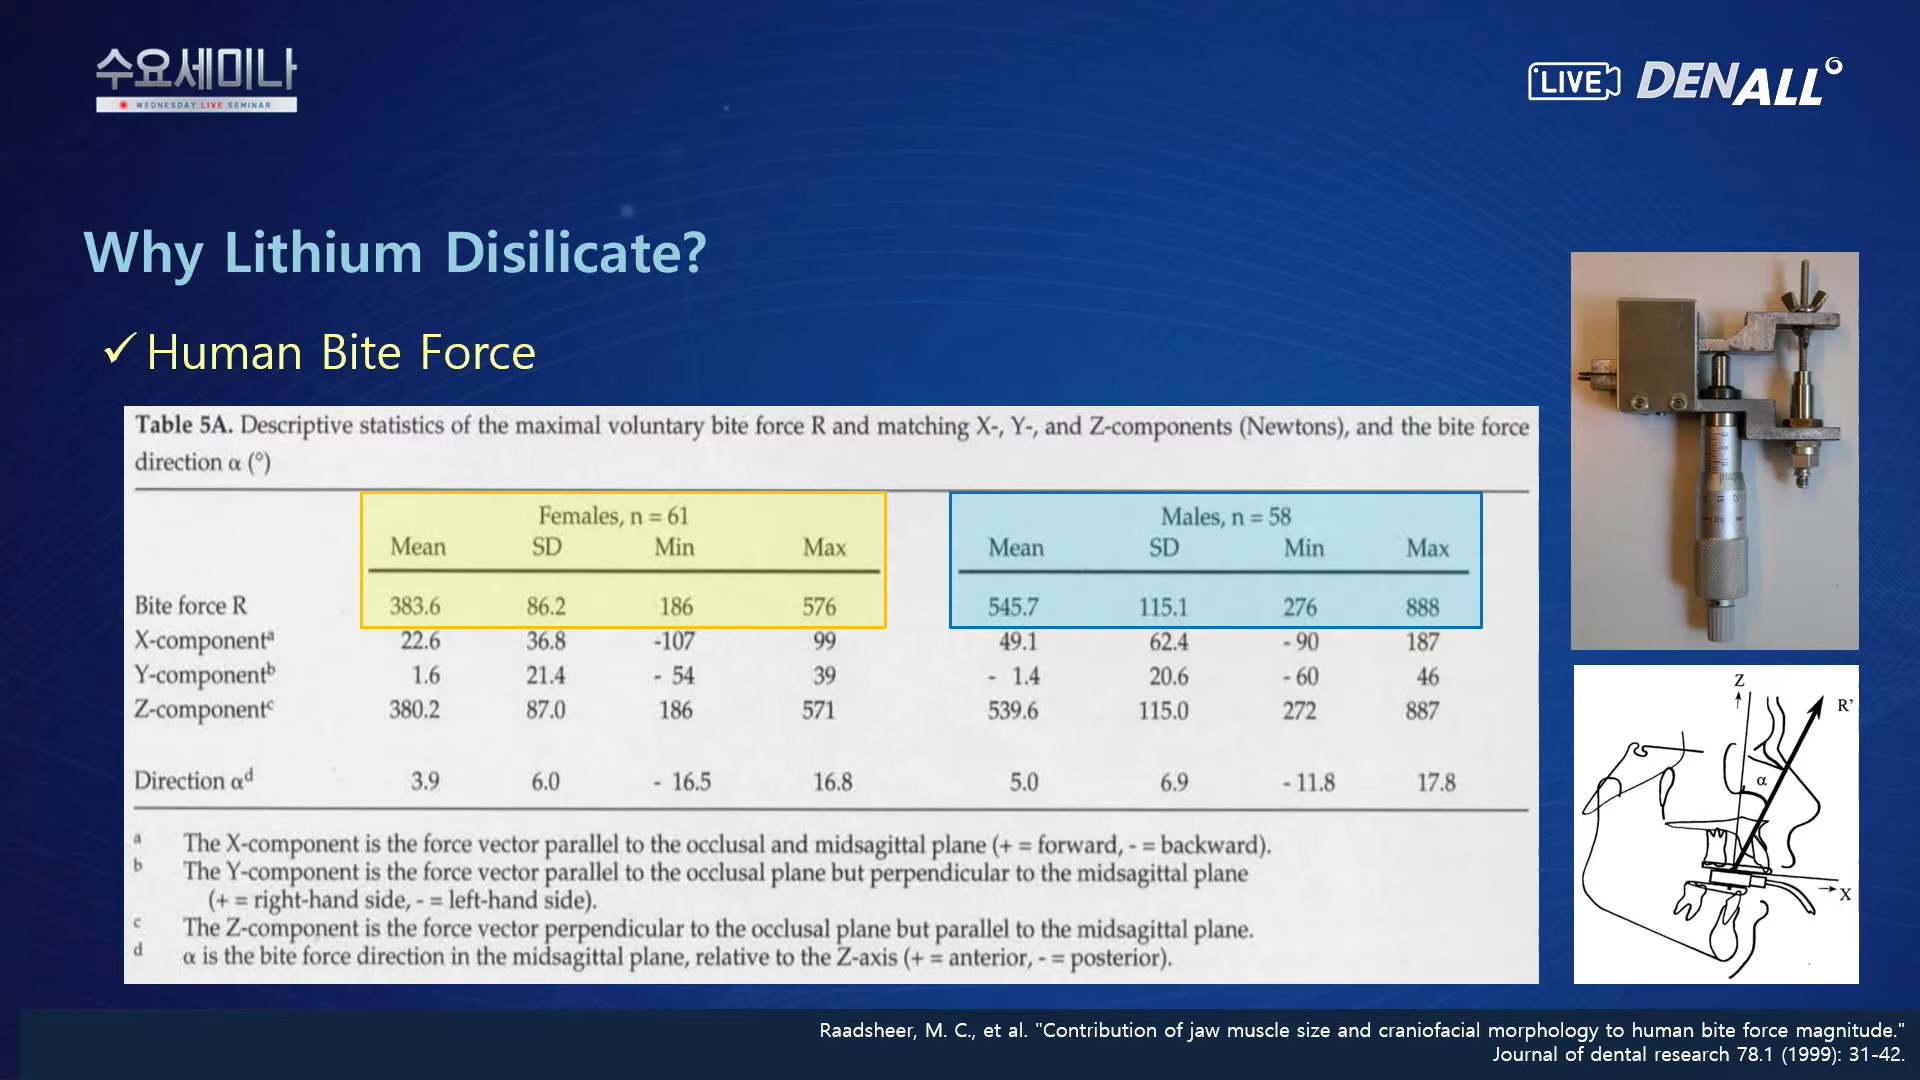 수요세미나
WEDNESDAY LIVE SEMINAR
LIVE DENALL
Why Lithium Disilicate?
✓ Human Bite Force
Table 5A. Descriptive statistics of the maximal voluntary bite force R and matching X-, Y-, and Z-components (Newtons), and the bite force
direction α (°)
Females, n = 61 Males, n = 58
Mean SD Min Max Mean SD Min Max
Bite force R 383.6 86.2 186 576 545.7 115.1 276 888
X-componentᵃ 22.6 36.8 -107 99 49.1 62.4 - 90 187
Y-componentᵇ 1.6 21.4 - 54 39 - 1.4 20.6 - 60 46
Z-componentᶜ 380.2 87.0 186 571 539.6 115.0 272 887
Direction αᵈ 3.9 6.0 - 16.5 16.8 5.0 6.9 - 11.8 17.8
a The X-component is the force vector parallel to the occlusal and midsagittal plane (+ = forward, - = backward).
b The Y-component is the force vector parallel to the occlusal plane but perpendicular to the midsagittal plane
(+ = right-hand side, - = left-hand side).
c The Z-component is the force vector perpendicular to the occlusal plane but parallel to the midsagittal plane.
d α is the bite force direction in the midsagittal plane, relative to the Z-axis (+ = anterior, - = posterior).
Z
R'
α
X
Raadsheer, M. C., et al. "Contribution of jaw muscle size and craniofacial morphology to human bite force magnitude."
Journal of dental research 78.1 (1999): 31-42.